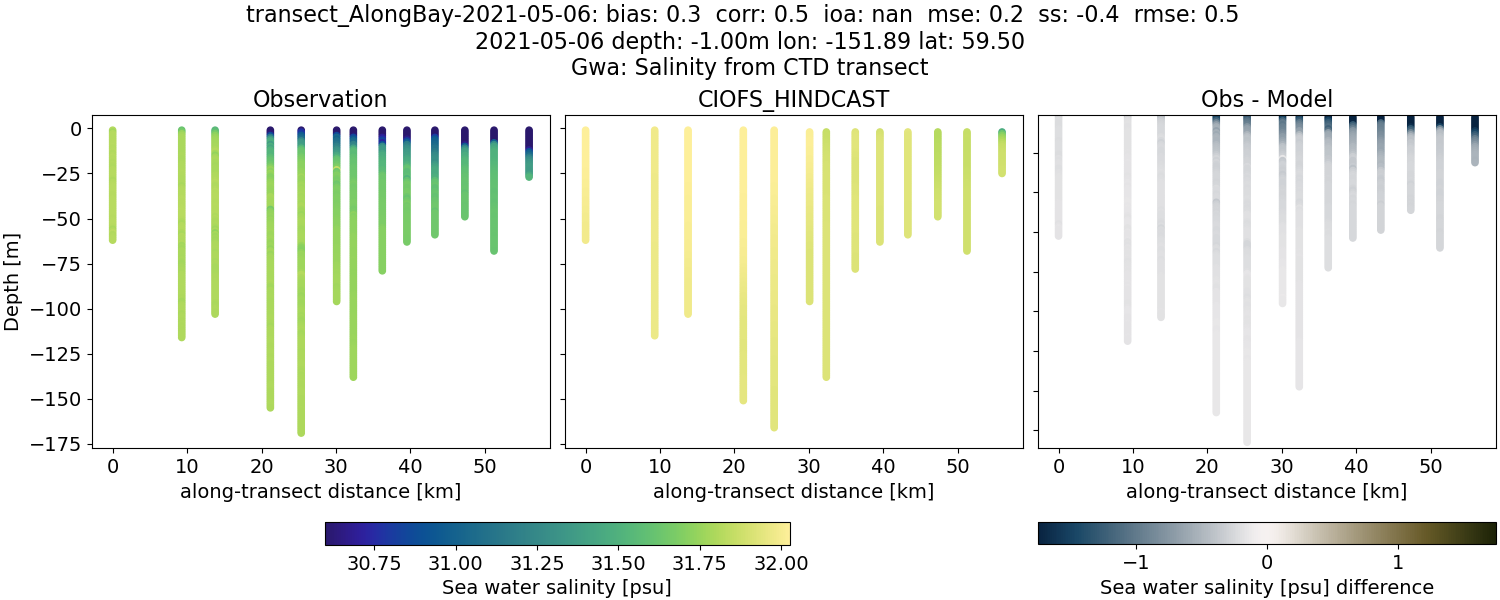 transect_AlongBay-2021-05-06: bias: 0.3  corr: 0.5  ioa: nan  mse: 0.2  ss: -0.4  rmse: 0.5
2021-05-06 depth: -1.00m lon: -151.89 lat: 59.50
Gwa: Salinity from CTD transect
Observation
CIOFS_HINDCAST
Obs - Model
Depth [m]
0
−25
−50
−75
−100
−125
−150
−175
0 10 20 30 40 50
0 10 20 30 40 50
0 10 20 30 40 50
along-transect distance [km]
along-transect distance [km]
along-transect distance [km]
30.75 31.00 31.25 31.50 31.75 32.00
Sea water salinity [psu]
−1 0 1
Sea water salinity [psu] difference